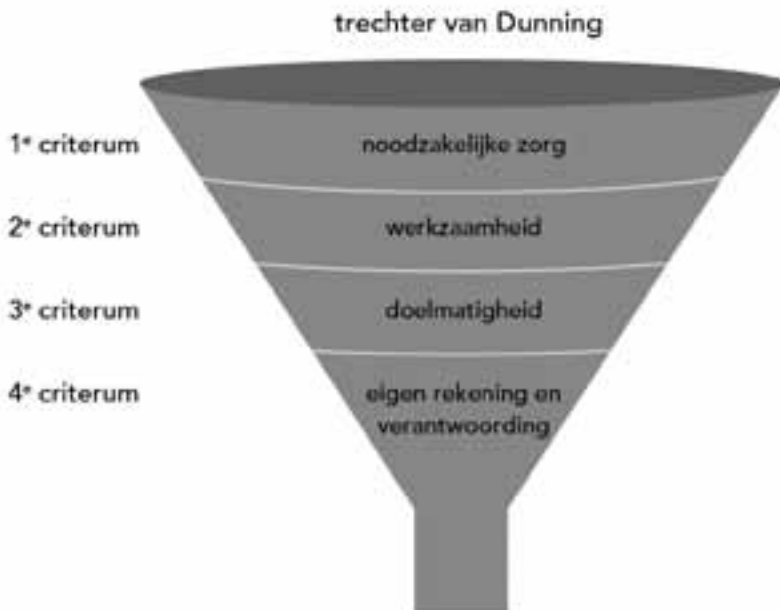 trechter van Dunning
1e criterum
noodzakelijke zorg
2e criterum
werkzaamheid
3e criterum
doelmatigheid
4e criterum
eigen rekening en
verantwoording